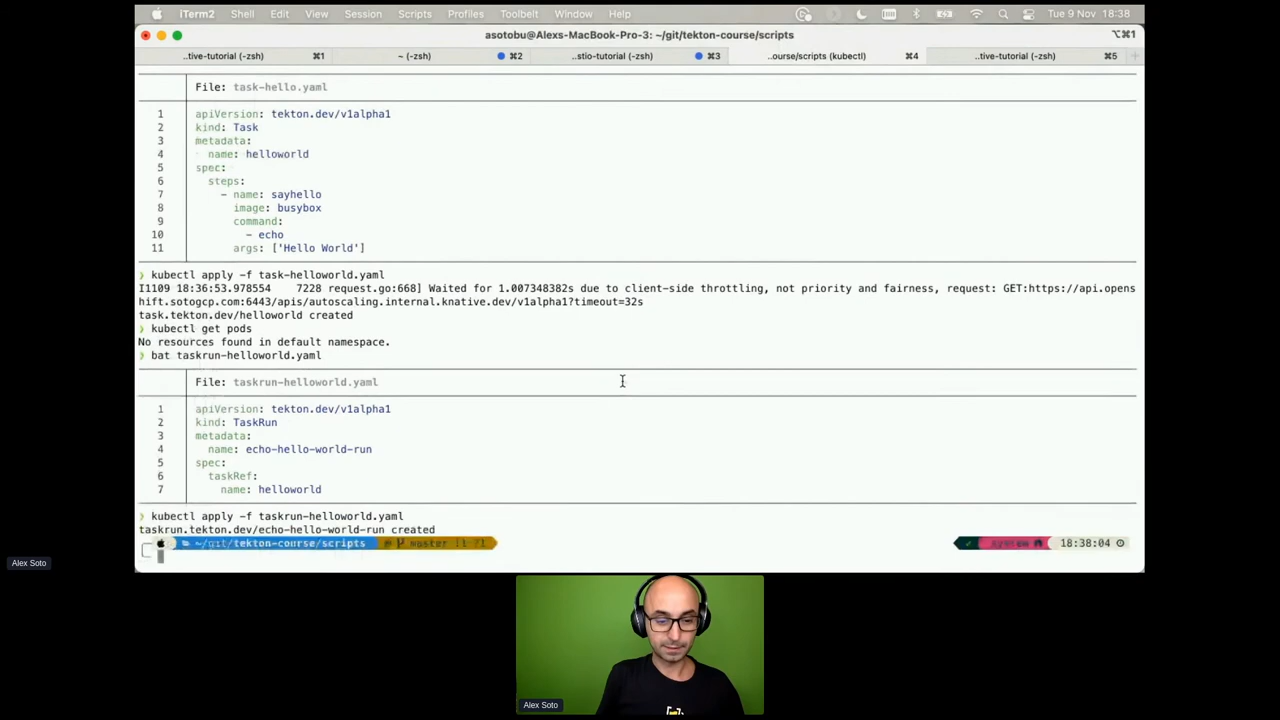 iTerm2 Shell Edit View Session Scripts Profiles Toolbelt Window Help Tue 9 Nov 18:38
asotobu@Alexs-MacBook-Pro-3: ~/git/tekton-course/scripts ⌥⌘1
..tive-tutorial (-zsh) ⌘1 ~ (-zsh) ⌘2 ..stio-tutorial (-zsh) ⌘3 ..ourse/scripts (kubectl) ⌘4 ..tive-tutorial (-zsh) ⌘5
File: task-hello.yaml
1 apiVersion: tekton.dev/v1alpha1
2 kind: Task
3 metadata:
4 name: helloworld
5 spec:
6 steps:
7 - name: sayhello
8 image: busybox
9 command:
10 - echo
11 args: ['Hello World']
❯ kubectl apply -f task-helloworld.yaml
I1109 18:36:53.978554 7228 request.go:668] Waited for 1.007348382s due to client-side throttling, not priority and fairness, request: GET:https://api.opens
hift.sotogcp.com:6443/apis/autoscaling.internal.knative.dev/v1alpha1?timeout=32s
task.tekton.dev/helloworld created
❯ kubectl get pods
No resources found in default namespace.
❯ bat taskrun-helloworld.yaml
File: taskrun-helloworld.yaml
1 apiVersion: tekton.dev/v1alpha1
2 kind: TaskRun
3 metadata:
4 name: echo-hello-world-run
5 spec:
6 taskRef:
7 name: helloworld
❯ kubectl apply -f taskrun-helloworld.yaml
taskrun.tekton.dev/echo-hello-world-run created
~/git/tekton-course/scripts master !1 ?1 system 18:38:04
Alex Soto
Alex Soto